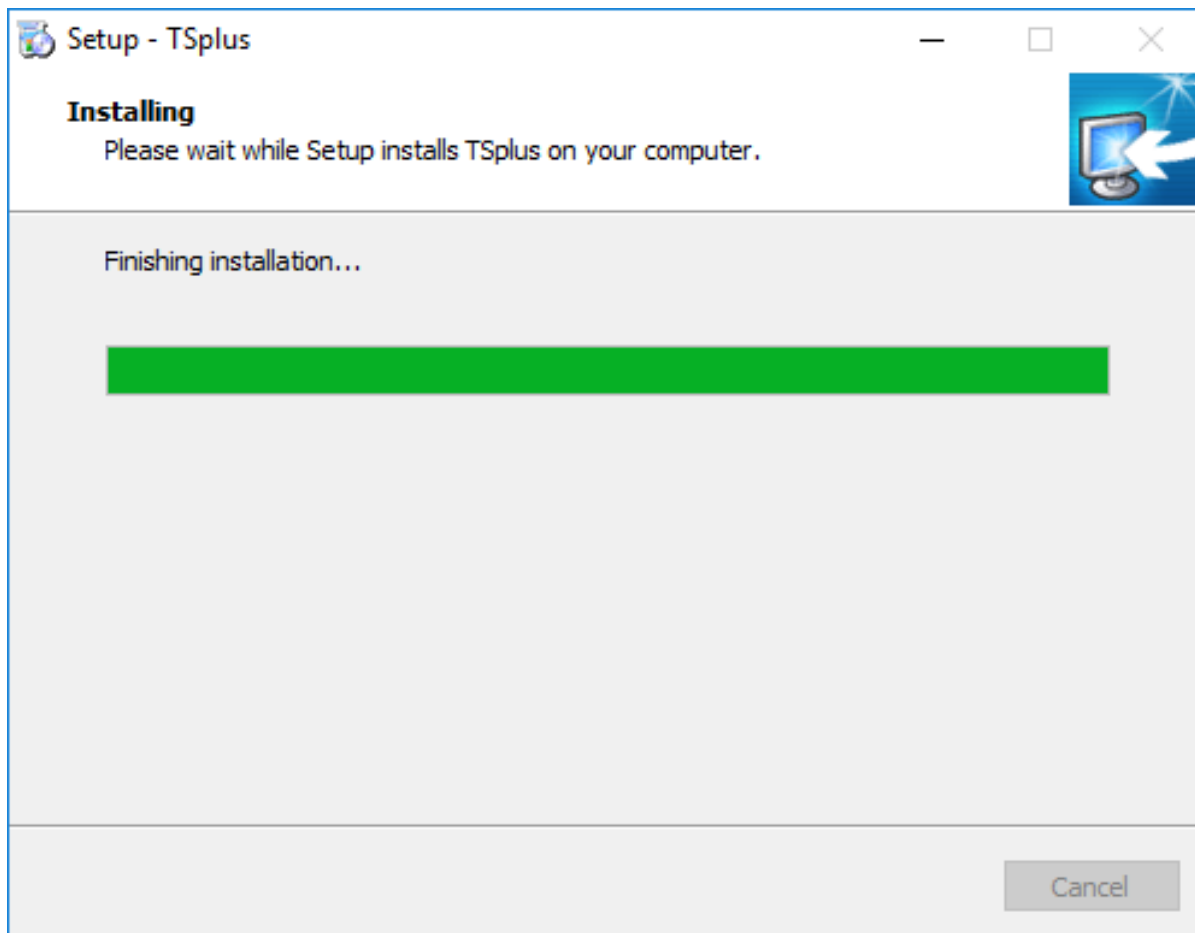 Setup - TSplus
Installing
Please wait while Setup installs TSplus on your computer.
Finishing installation...
Cancel